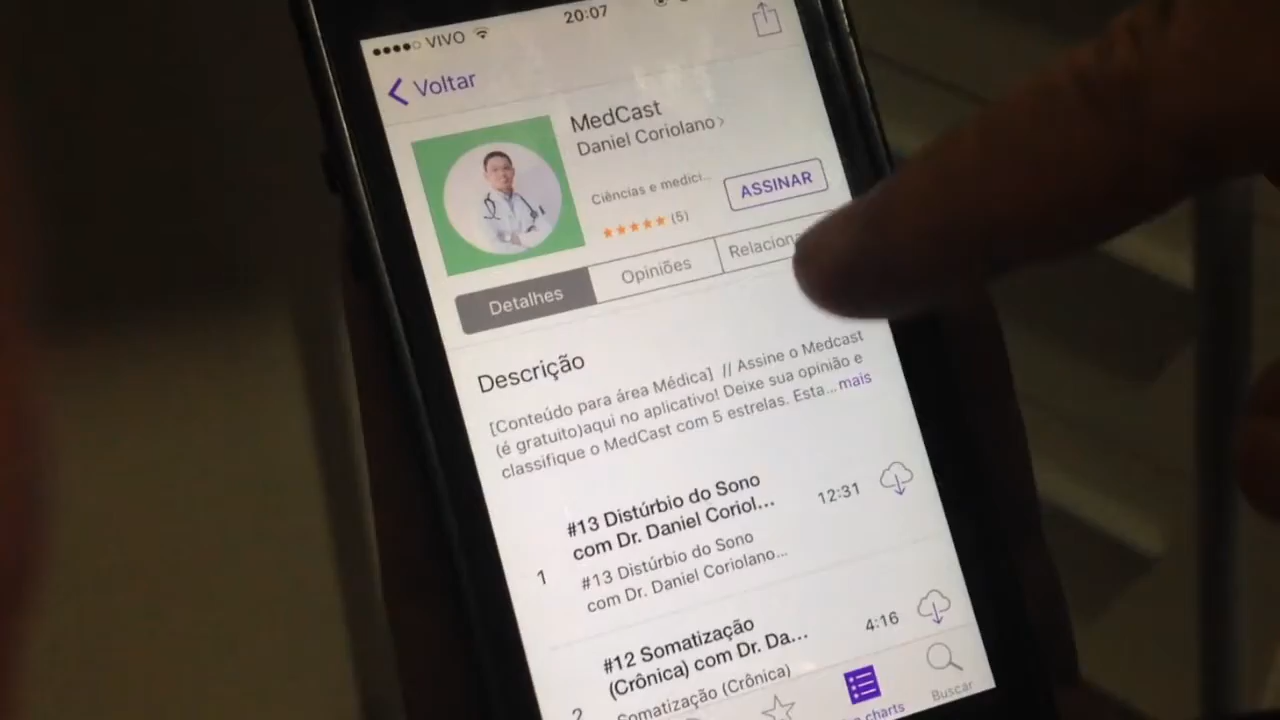 VIVO
20:07
Voltar
MedCast
Daniel Coriolano
Ciências e medici...
ASSINAR
(5)
Detalhes
Opiniões
Relaciona
Descrição
[Conteúdo para área Médica] // Assine o Medcast
(é gratuito)aqui no aplicativo! Deixe sua opinião e
classifique o MedCast com 5 estrelas. Esta...mais
1
#13 Distúrbio do Sono
com Dr. Daniel Coriol...
#13 Distúrbio do Sono
com Dr. Daniel Coriolano...
12:31
2
#12 Somatização
(Crônica) com Dr. Da...
Somatização (Crônica)
4:16
charts
Buscar